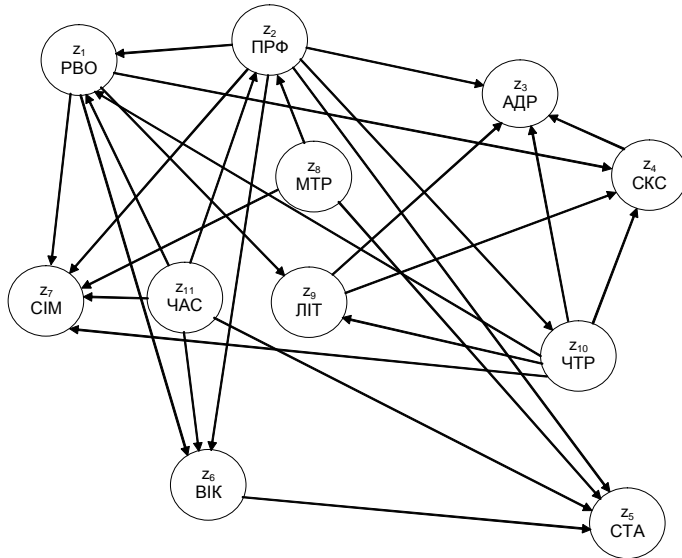 z₁
РВО
z₂
ПРФ
z₃
АДР
z₄
СКС
z₈
МТР
z₇
СІМ
z₁₁
ЧАС
z₉
ЛІТ
z₁₀
ЧТР
z₆
ВІК
z₅
СТА